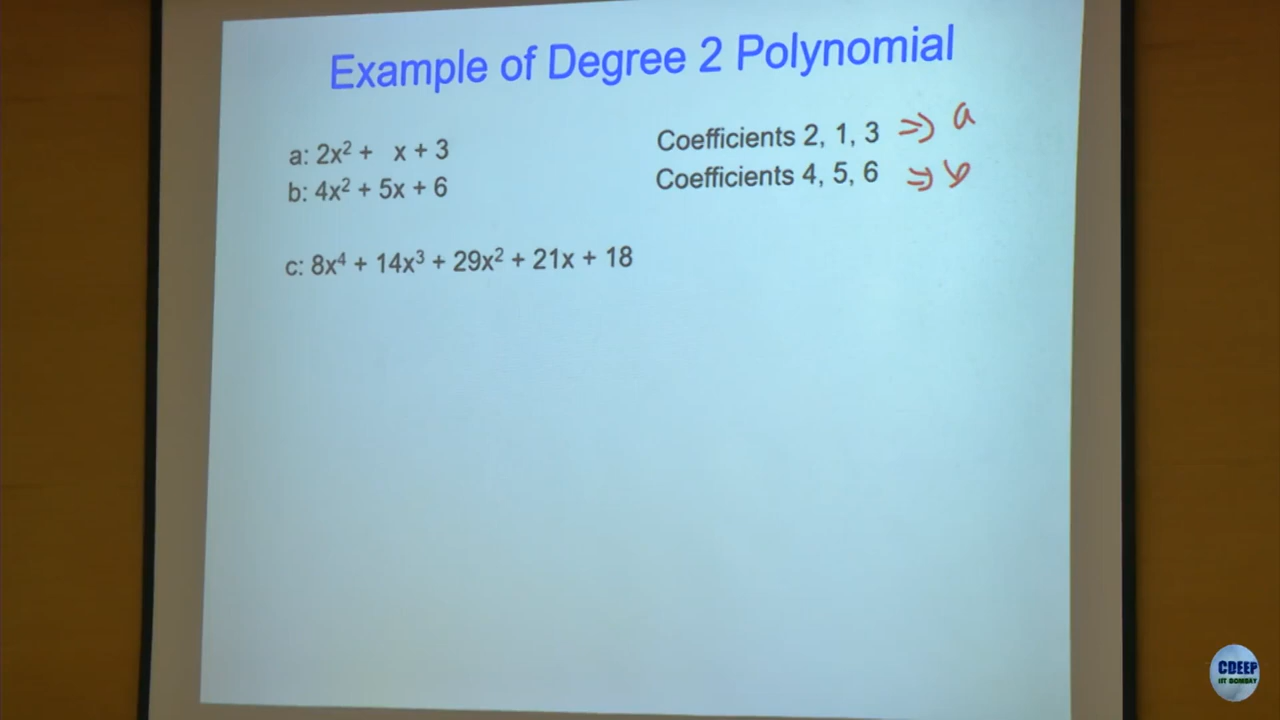 Example of Degree 2 Polynomial
a: 2x² + x + 3
Coefficients 2, 1, 3 ⇒ a
b: 4x² + 5x + 6
Coefficients 4, 5, 6 ⇒ b
c: 8x⁴ + 14x³ + 29x² + 21x + 18
CDEEP
IIT BOMBAY